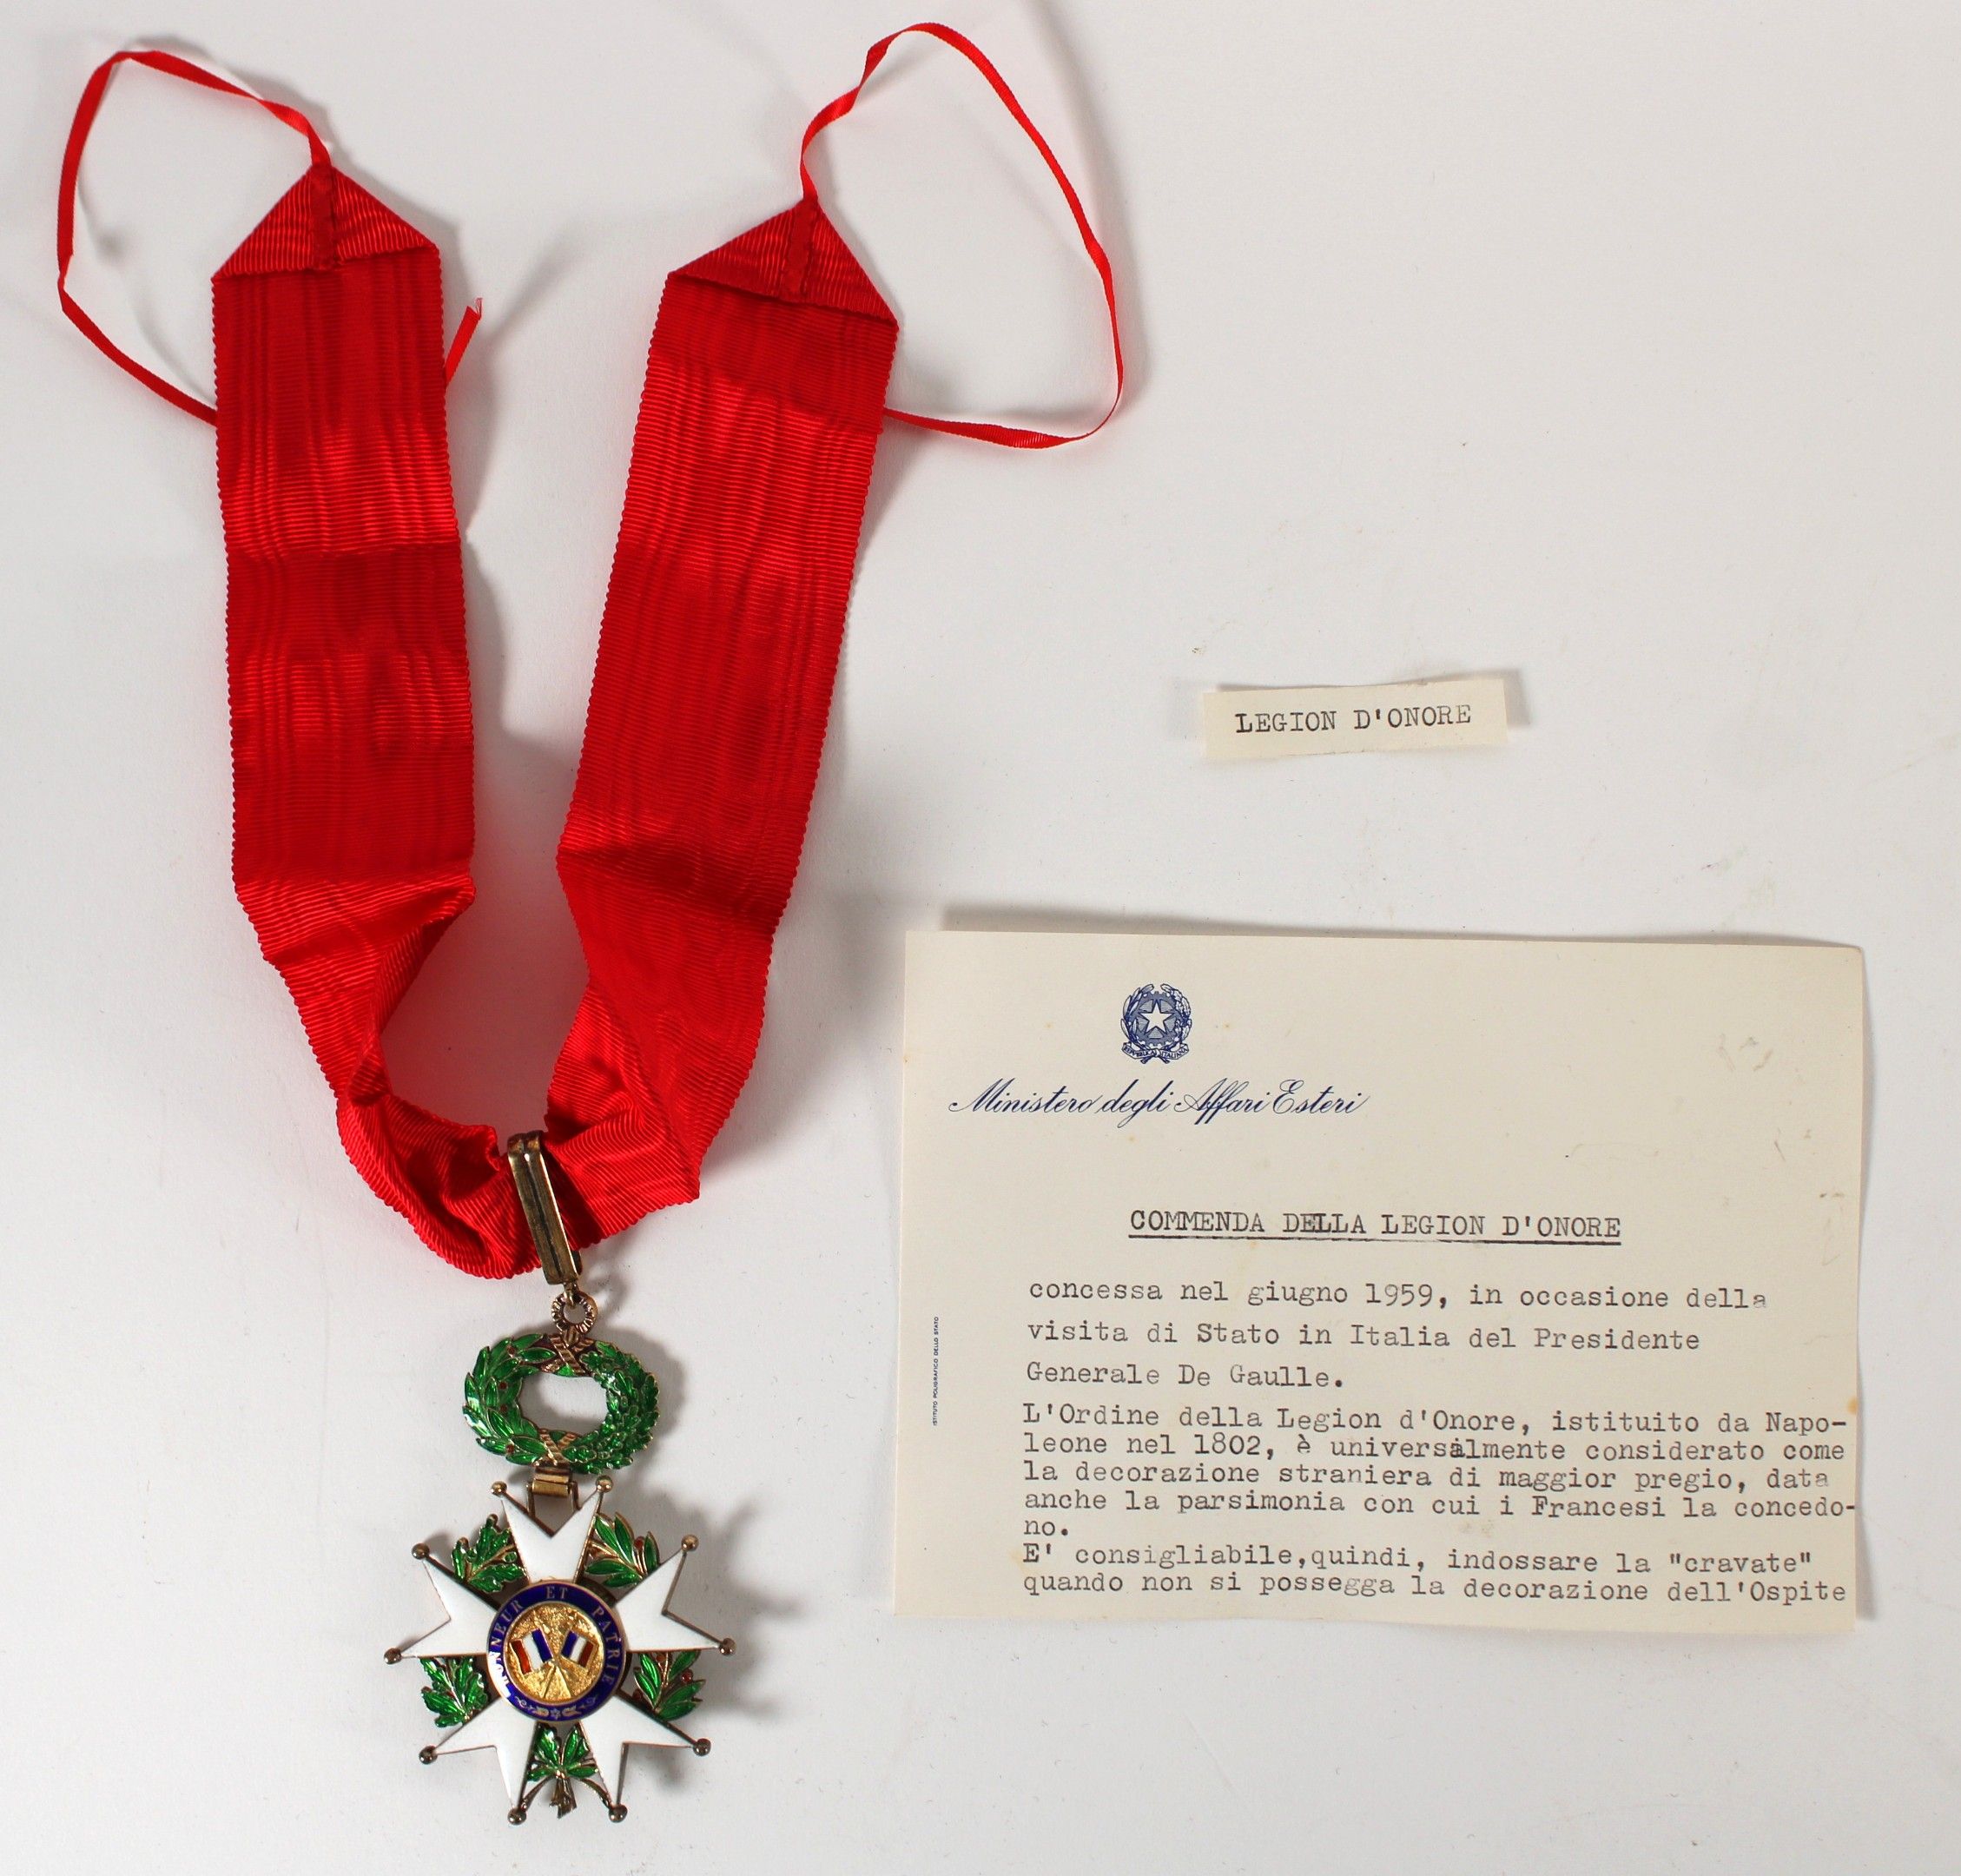 LEGION D'ONORE
REPVBBLICA ITALIANA
Ministero degli Affari Esteri
COMMENDA DELLA LEGION D'ONORE
concessa nel giugno 1959, in occasione della
visita di Stato in Italia del Presidente
Generale De Gaulle.
L'Ordine della Legion d'Onore, istituito da Napo-
leone nel 1802, è universalmente considerato come
la decorazione straniera di maggior pregio, data
anche la parsimonia con cui i Francesi la concedo-
no.
E' consigliabile,quindi, indossare la "cravate"
quando non si possegga la decorazione dell'Ospite
ISTITUTO POLIGRAFICO DELLO STATO
HONNEUR ET PATRIE